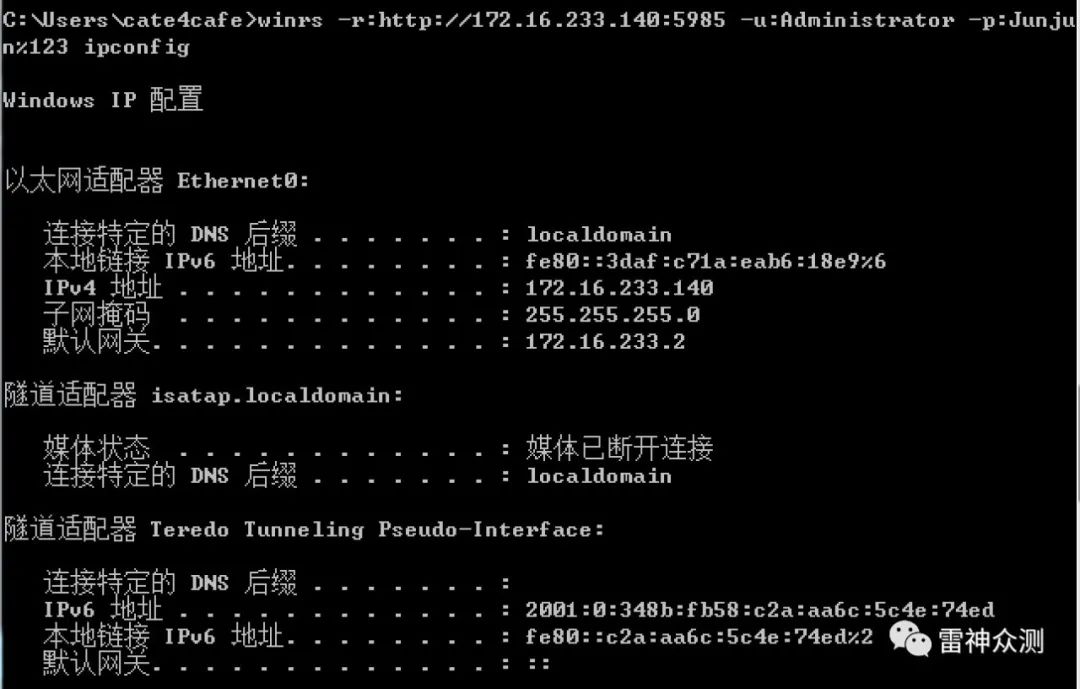 C:\Users\cate4cafe>winrs -r:http://172.16.233.140:5985 -u:Administrator -p:Junju
n%123 ipconfig
Windows IP 配置
以太网适配器 Ethernet0:
连接特定的 DNS 后缀 . . . . . . . : localdomain
本地链接 IPv6 地址. . . . . . . . : fe80::3daf:c71a:eab6:18e9%6
IPv4 地址 . . . . . . . . . . . . : 172.16.233.140
子网掩码  . . . . . . . . . . . . : 255.255.255.0
默认网关. . . . . . . . . . . . . : 172.16.233.2
隧道适配器 isatap.localdomain:
媒体状态  . . . . . . . . . . . . : 媒体已断开连接
连接特定的 DNS 后缀 . . . . . . . : localdomain
隧道适配器 Teredo Tunneling Pseudo-Interface:
连接特定的 DNS 后缀 . . . . . . . :
IPv6 地址 . . . . . . . . . . . . : 2001:0:348b:fb58:c2a:aa6c:5c4e:74ed
本地链接 IPv6 地址. . . . . . . . : fe80::c2a:aa6c:5c4e:74ed%2
默认网关. . . . . . . . . . . . . : ::
雷神众测